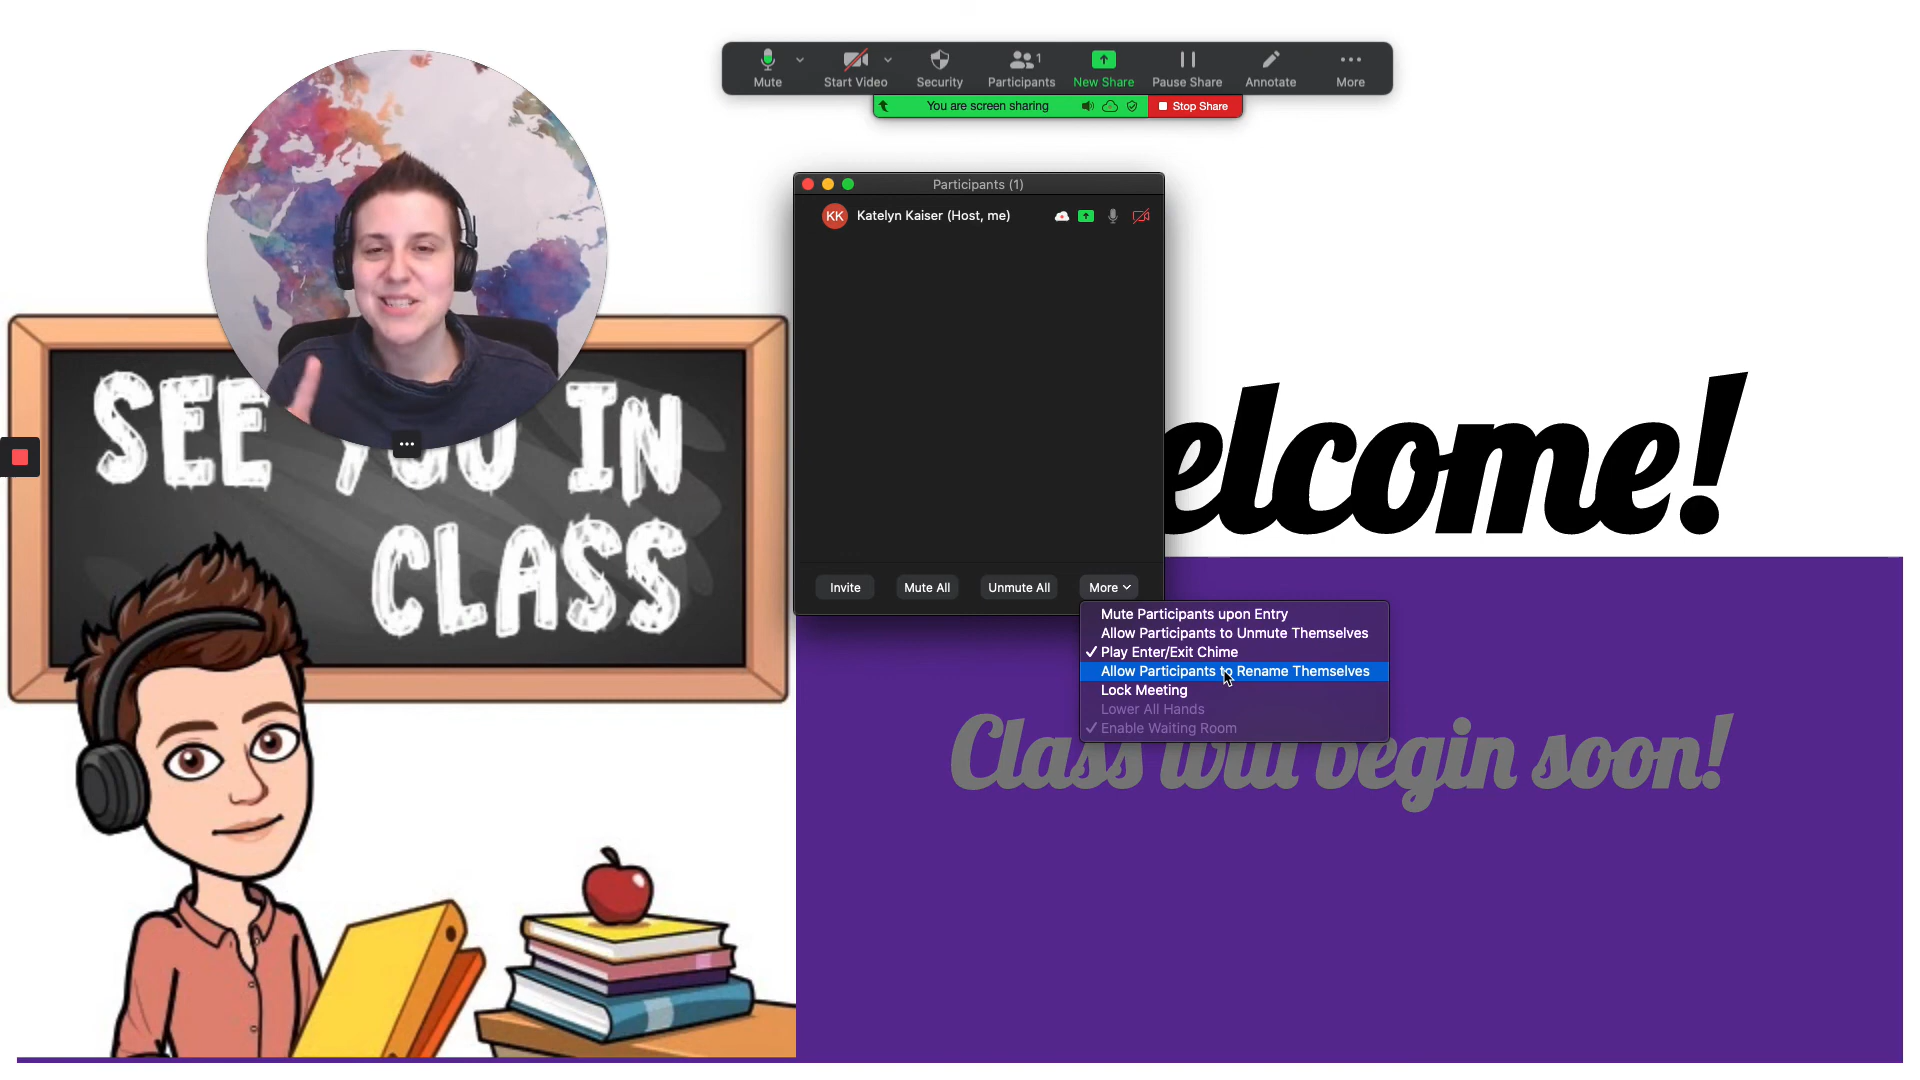 Mute
Start Video
Security
Participants
1
New Share
Pause Share
Annotate
More
You are screen sharing
Stop Share
Participants (1)
KK
Katelyn Kaiser (Host, me)
SEE YOU IN
CLASS
elcome!
Invite
Mute All
Unmute All
More
Mute Participants upon Entry
Allow Participants to Unmute Themselves
✓ Play Enter/Exit Chime
Allow Participants to Rename Themselves
Lock Meeting
Lower All Hands
✓ Enable Waiting Room
Class will begin soon!